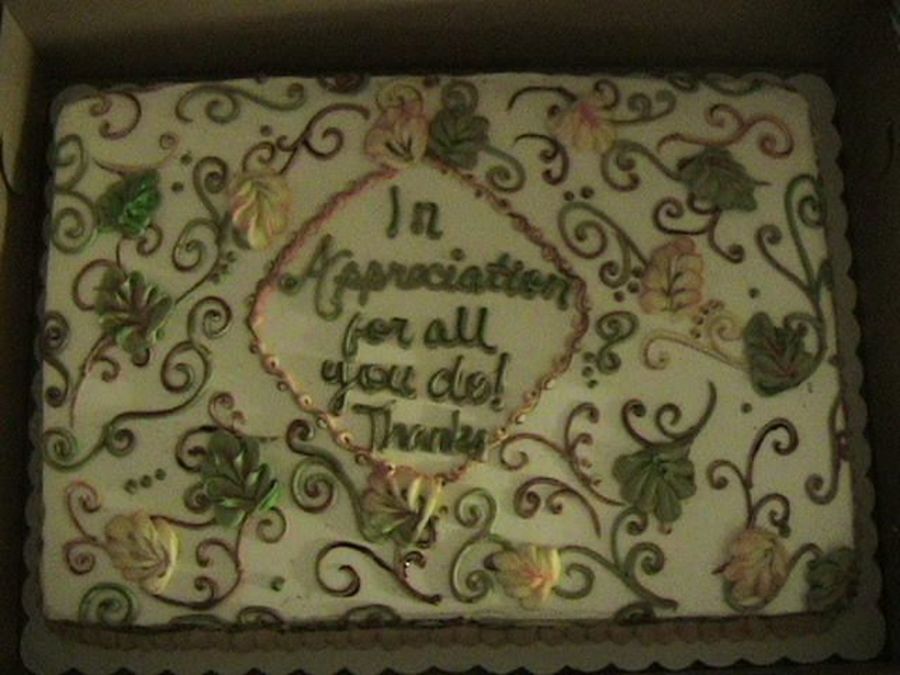 In
Appreciation
for all
you do!
Thanks